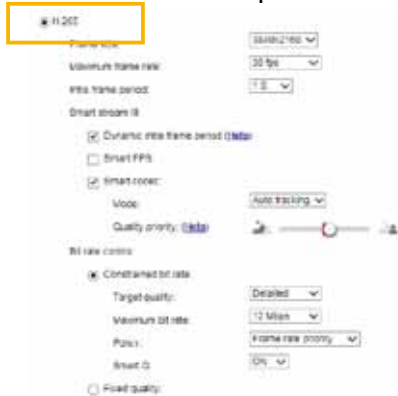 H.265
Frame size: 3840x2160
Maximum frame rate: 30 fps
Intra frame period: 1 S
Smart stream III
Dynamic intra frame period (Help)
Smart FPS
Smart codec:
Mode: Auto tracking
Quality priority: (Help)
Bit rate control
Constrained bit rate:
Target quality: Detailed
Maximum bit rate: 12 Mbps
Policy: Frame rate priority
Smart Q: ON
Fixed quality: